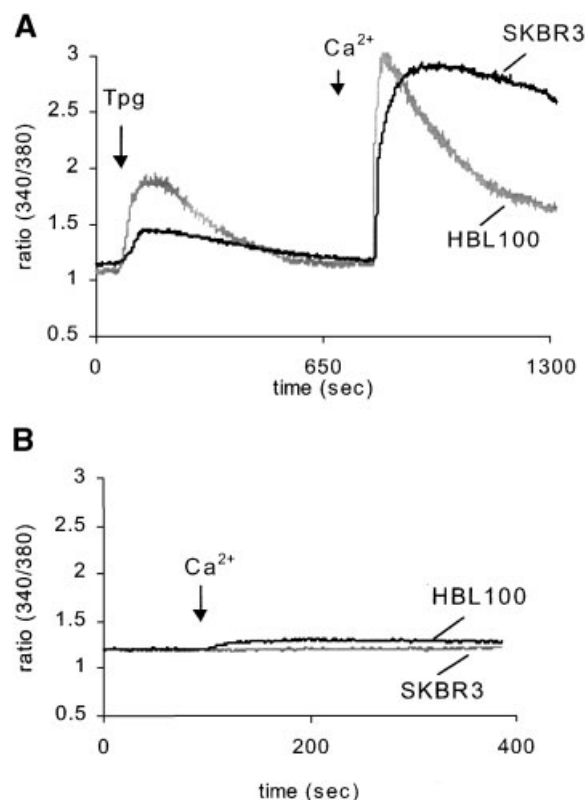 A
3
2.5
2
1.5
1
0.5
ratio (340/380)
Tpg
Ca²⁺
SKBR3
HBL100
0
650
1300
time (sec)
B
3
2.5
2
1.5
1
0.5
ratio (340/380)
Ca²⁺
HBL100
SKBR3
0
200
400
time (sec)